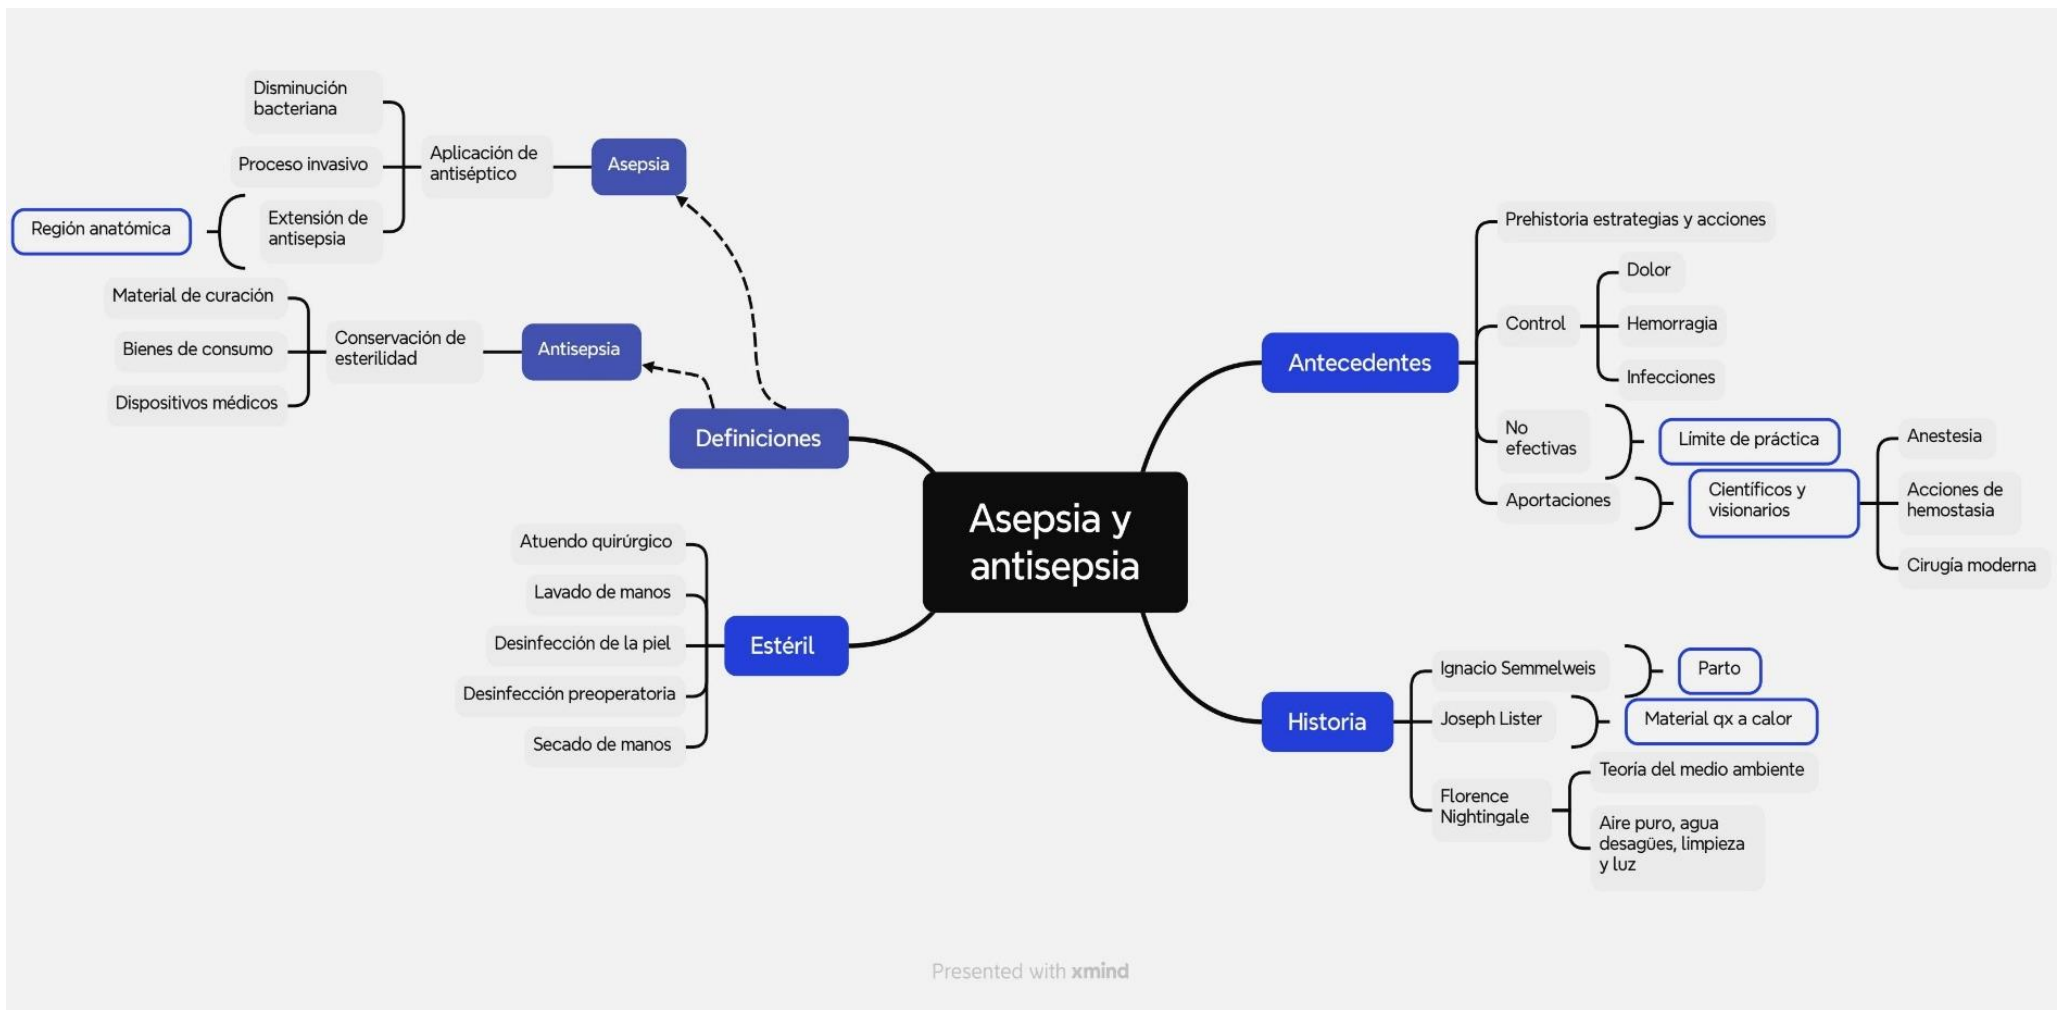 Asepsia y
antisepsia
Definiciones
Asepsia
Aplicación de
antiséptico
Disminución
bacteriana
Proceso invasivo
Extensión de
antisepsia
Región anatómica
Antisepsia
Conservación de
esterilidad
Material de curación
Bienes de consumo
Dispositivos médicos
Estéril
Atuendo quirúrgico
Lavado de manos
Desinfección de la piel
Desinfección preoperatoria
Secado de manos
Antecedentes
Prehistoria estrategias y acciones
Control
Dolor
Hemorragia
Infecciones
No
efectivas
Límite de práctica
Aportaciones
Científicos y
visionarios
Anestesia
Acciones de
hemostasia
Cirugía moderna
Historia
Ignacio Semmelweis
Parto
Joseph Lister
Material qx a calor
Florence
Nightingale
Teoría del medio ambiente
Aire puro, agua
desagües, limpieza
y luz
Presented with xmind